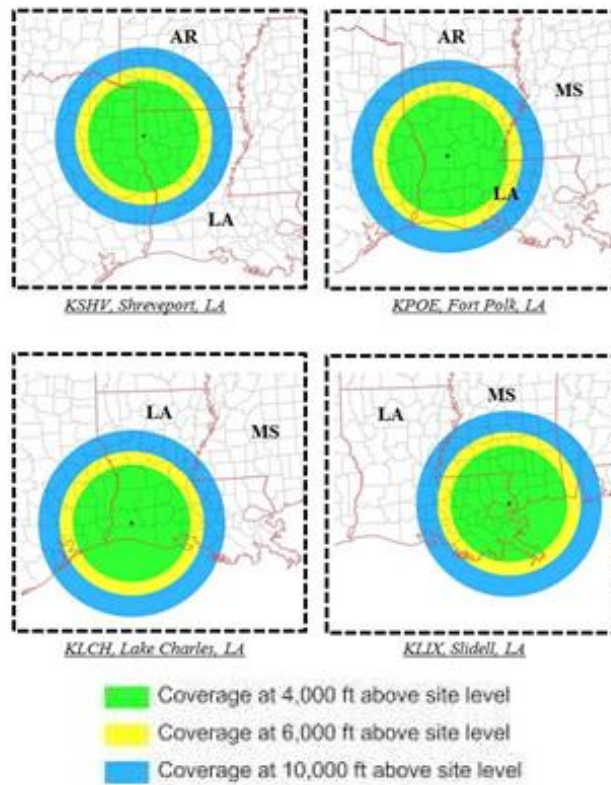 AR
LA
KSHV, Shreveport, LA
AR
MS
LA
KPOE, Fort Polk, LA
LA
MS
KLCH, Lake Charles, LA
MS
LA
KLIX, Slidell, LA
Coverage at 4,000 ft above site level
Coverage at 6,000 ft above site level
Coverage at 10,000 ft above site level